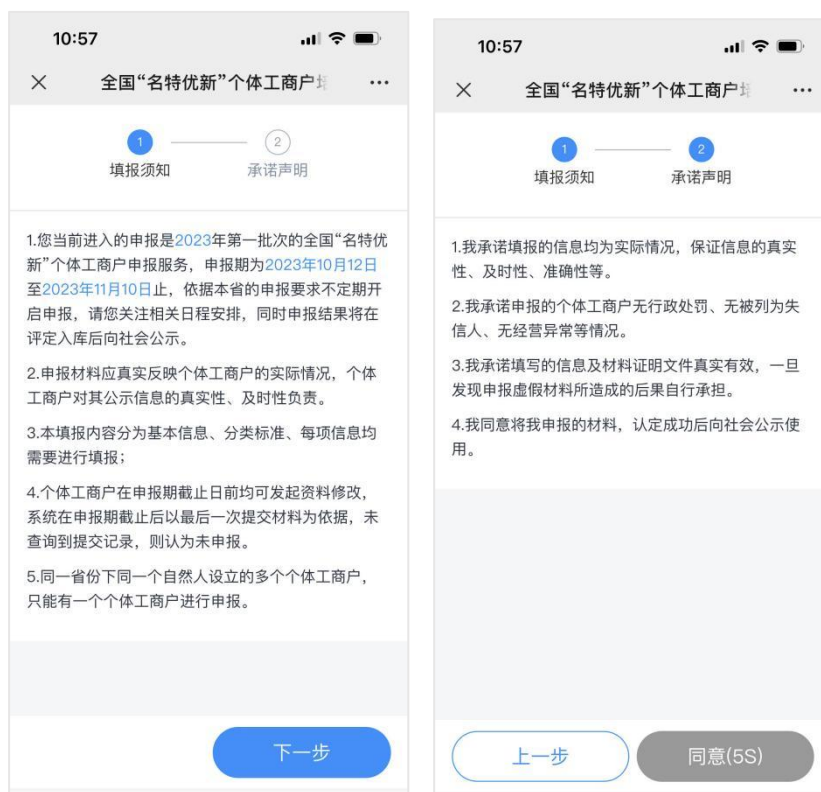 10:57
全国“名特优新”个体工商户
1
2
填报须知
承诺声明
1.您当前进入的申报是2023年第一批次的全国“名特优
新”个体工商户申报服务，申报期为2023年10月12日
至2023年11月10日止，依据本省的申报要求不定期开
启申报，请您关注相关日程安排，同时申报结果将在
评定入库后向社会公示。
2.申报材料应真实反映个体工商户的实际情况，个体
工商户对其公示信息的真实性、及时性负责。
3.本填报内容分为基本信息、分类标准、每项信息均
需要进行填报；
4.个体工商户在申报期截止日前均可发起资料修改，
系统在申报期截止后以最后一次提交材料为依据，未
查询到提交记录，则认为未申报。
5.同一省份下同一个自然人设立的多个个体工商户，
只能有一个个体工商户进行申报。
下一步
10:57
全国“名特优新”个体工商户
1
2
填报须知
承诺声明
1.我承诺填报的信息均为实际情况，保证信息的真实
性、及时性、准确性等。
2.我承诺申报的个体工商户无行政处罚、无被列为失
信人、无经营异常等情况。
3.我承诺填写的信息及材料证明文件真实有效，一旦
发现申报虚假材料所造成的后果自行承担。
4.我同意将我申报的材料，认定成功后向社会公示使
用。
上一步
同意(5S)